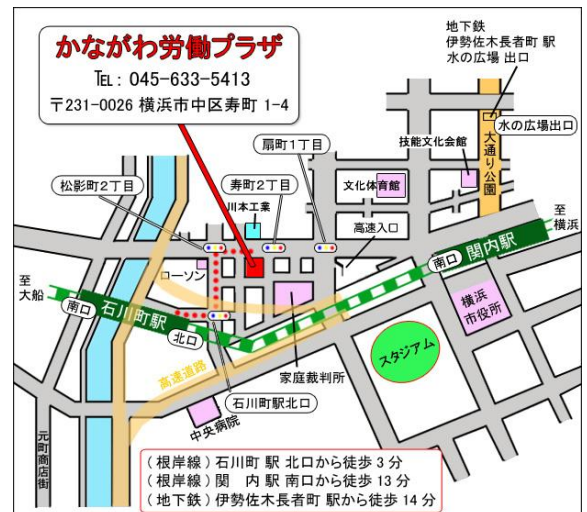 かながわ労働プラザ
℡: 045-633-5413
〒231-0026 横浜市中区寿町 1-4
地下鉄
伊勢佐木長者町 駅
水の広場 出口
水の広場出口
大通り公園
技能文化会館
扇町1丁目
松影町2丁目
寿町2丁目
川本工業
文化体育館
高速入口
至
横浜
関内駅
南口
ローソン
至
大船
南口
石川町駅
北口
横浜
市役所
スタジアム
家庭裁判所
高速道路
石川町駅北口
中央病院
元町商店街
(根岸線) 石川町 駅 北口から徒歩 3 分
(根岸線) 関 内 駅 南口から徒歩 13 分
(地下鉄) 伊勢佐木長者町 駅から徒歩 14 分